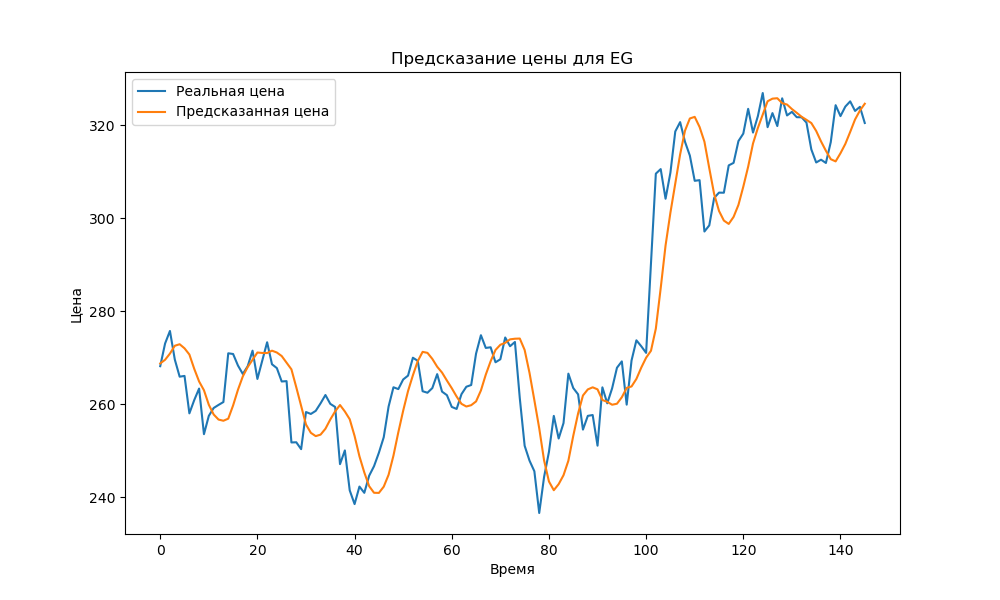 Предсказание цены для EG
Реальная цена
Предсказанная цена
Цена
320
300
280
260
240
0 20 40 60 80 100 120 140
Время